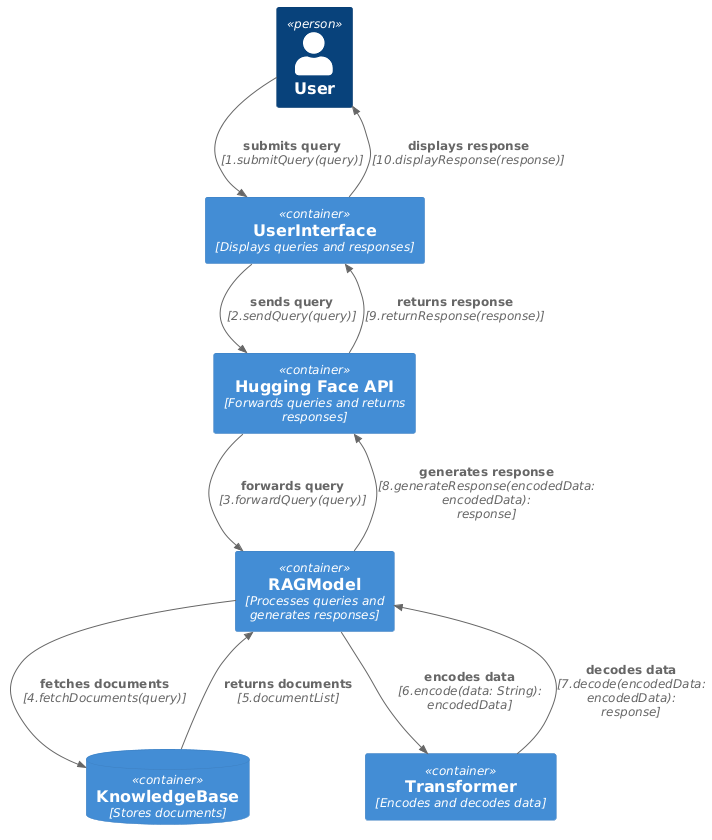 «person»
User
submits query
[1.submitQuery(query)]
displays response
[10.displayResponse(response)]
«container»
UserInterface
[Displays queries and responses]
sends query
[2.sendQuery(query)]
returns response
[9.returnResponse(response)]
«container»
Hugging Face API
[Forwards queries and returns
responses]
forwards query
[3.forwardQuery(query)]
generates response
[8.generateResponse(encodedData:
encodedData):
response]
«container»
RAGModel
[Processes queries and
generates responses]
fetches documents
[4.fetchDocuments(query)]
returns documents
[5.documentList]
encodes data
[6.encode(data: String):
encodedData]
decodes data
[7.decode(encodedData:
encodedData):
response]
«container»
KnowledgeBase
[Stores documents]
«container»
Transformer
[Encodes and decodes data]